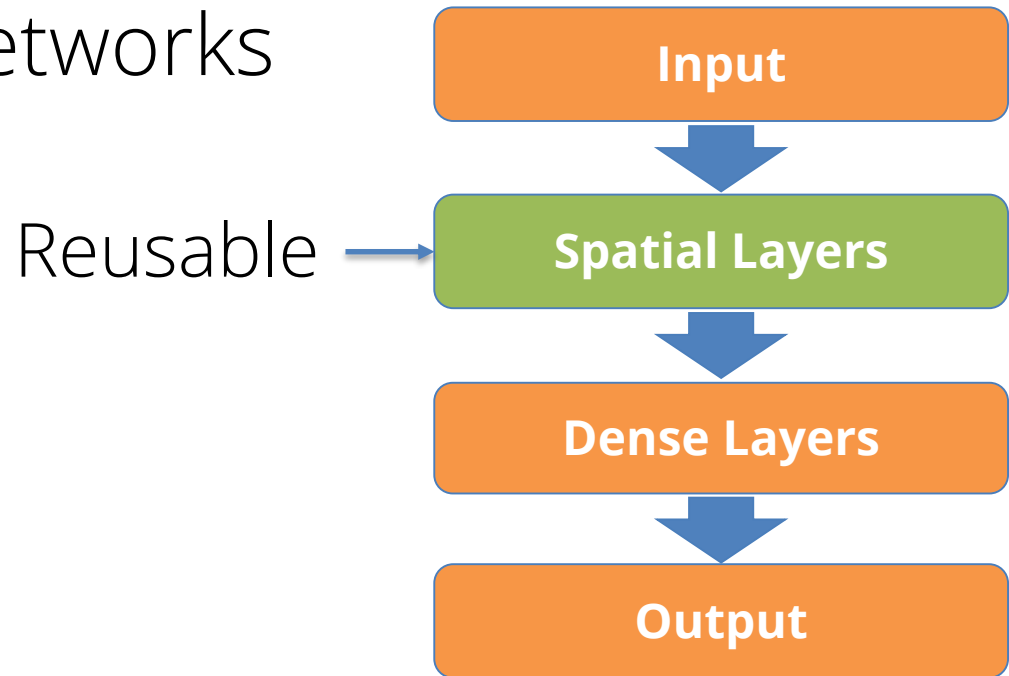 etworks
Input
Reusable
Spatial Layers
Dense Layers
Output